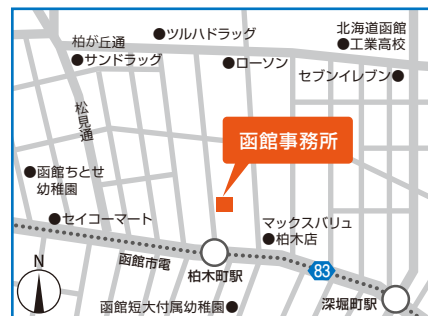 柏が丘通
●ツルハドラッグ
北海道函館
●工業高校
●サンドラッグ
●ローソン
セブンイレブン●
松見通
函館事務所
●函館ちとせ
幼稚園
●セイコーマート
マックスバリュ
●柏木店
函館市電
柏木町駅
83
N
函館短大付属幼稚園●
深堀町駅